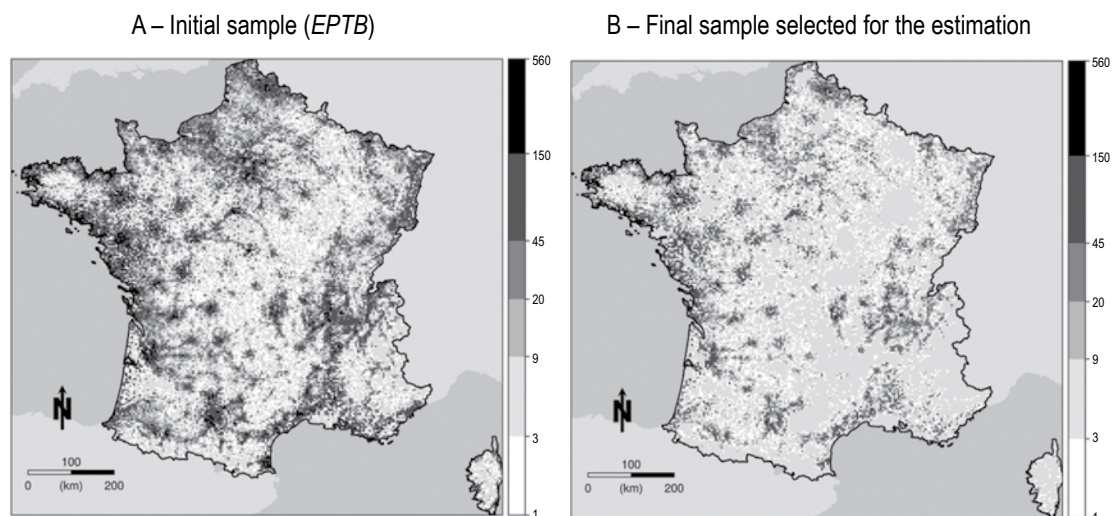 A – Initial sample (EPTB)
B – Final sample selected for the estimation
560
150
45
20
9
3
1
N
100
0 (km) 200
560
150
45
20
9
3
1
N
100
0 (km) 200